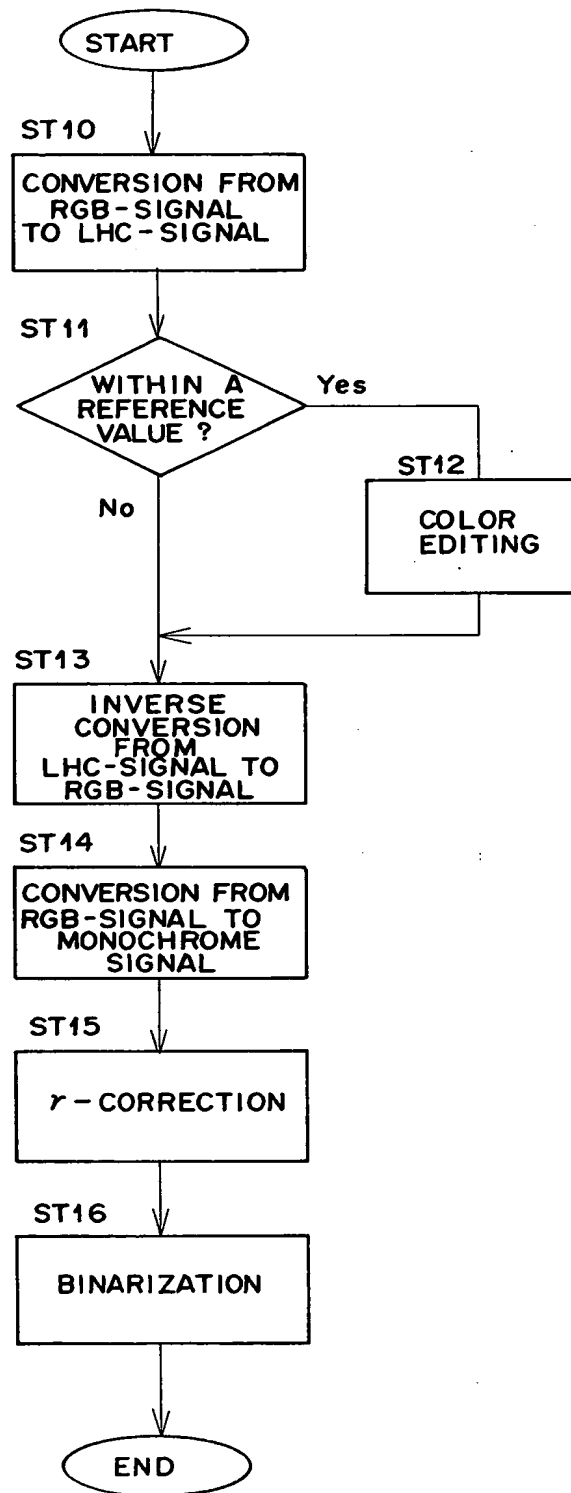 START
ST10
CONVERSION FROM
RGB-SIGNAL
TO LHC-SIGNAL
ST11
WITHIN A
REFERENCE
VALUE ?
Yes
No
ST12
COLOR
EDITING
ST13
INVERSE
CONVERSION
FROM
LHC-SIGNAL TO
RGB-SIGNAL
ST14
CONVERSION FROM
RGB-SIGNAL TO
MONOCHROME
SIGNAL
ST15
γ-CORRECTION
ST16
BINARIZATION
END